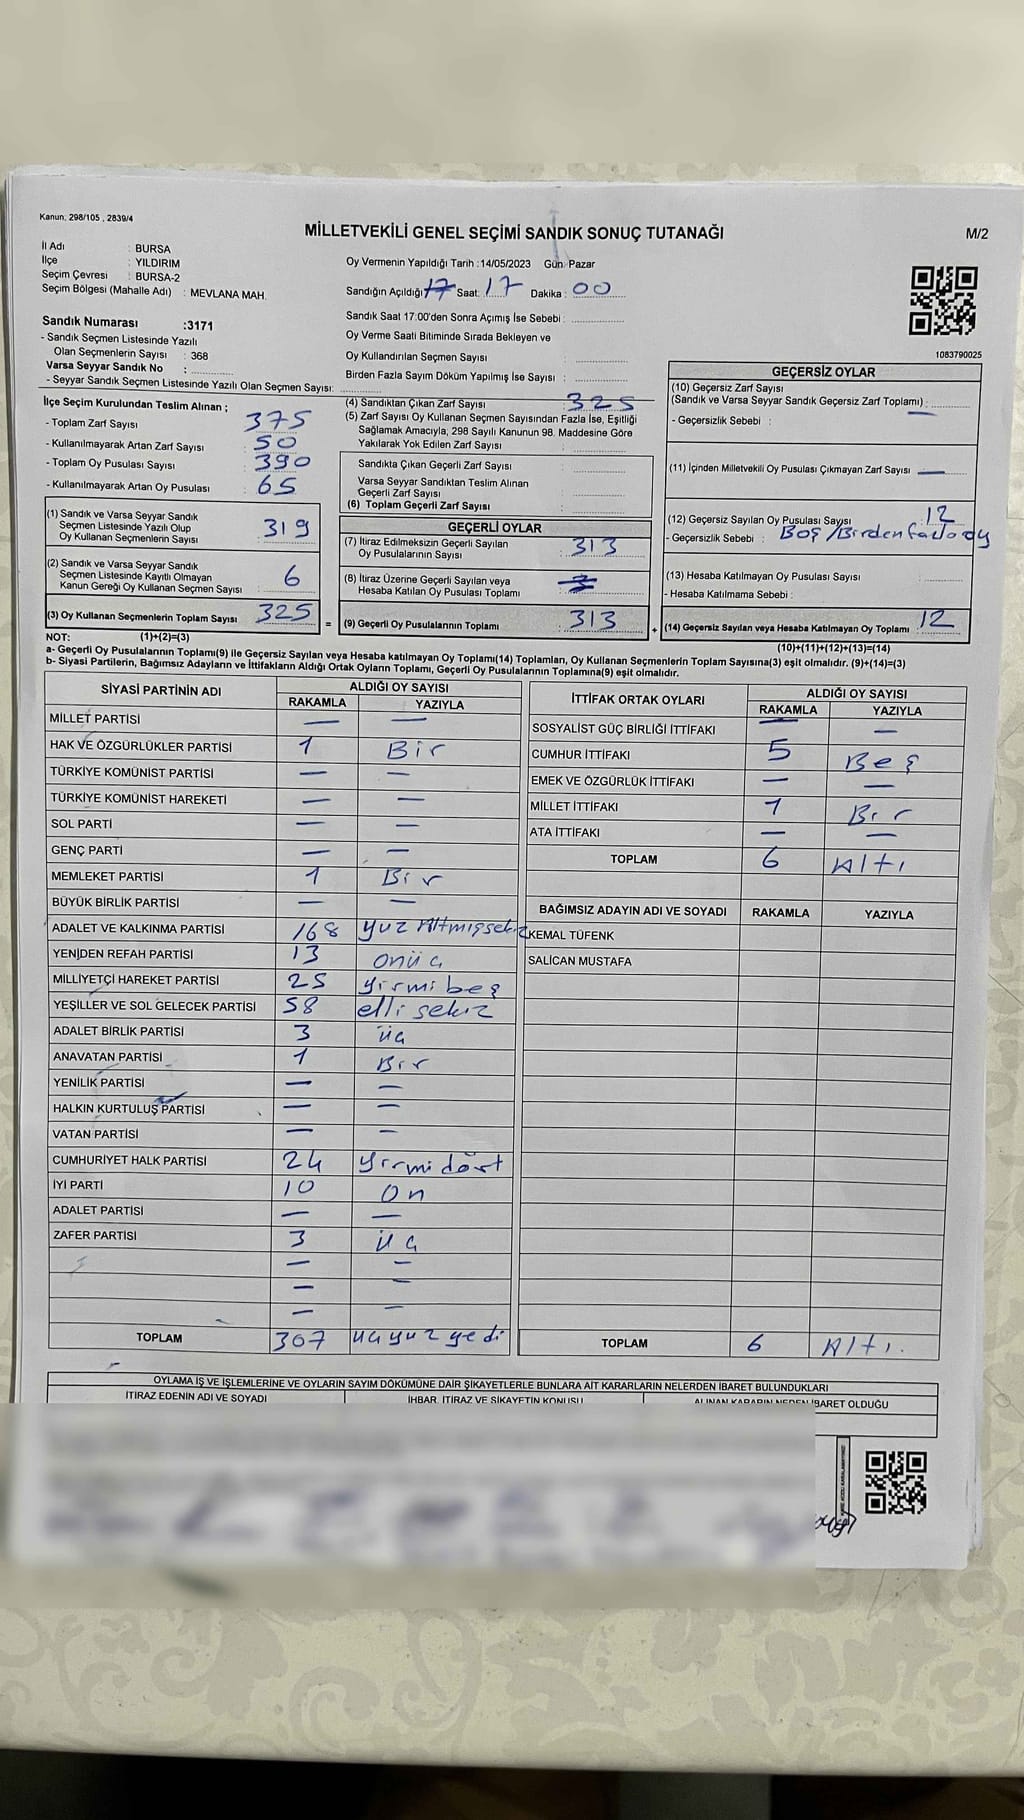 Kanun, 298/105 , 2839/4
MİLLETVEKİLİ GENEL SEÇİMİ SANDIK SONUÇ TUTANAĞI
M/2
İl Adı : BURSA
İlçe : YILDIRIM
Seçim Çevresi : BURSA-2
Seçim Bölgesi (Mahalle Adı) : MEVLANA MAH.
Oy Vermenin Yapıldığı Tarih :14/05/2023 Gün: Pazar
Sandığın Açıldığı 17 Saat: 17 Dakika : 00
Sandık Saat 17:00'den Sonra Açımış İse Sebebi :
Oy Verme Saati Bitiminde Sırada Bekleyen ve
Oy Kullandırılan Seçmen Sayısı
Birden Fazla Sayım Döküm Yapılmış İse Sayısı :
1083790025
Sandık Numarası :3171
- Sandık Seçmen Listesinde Yazılı
Olan Seçmenlerin Sayısı : 368
Varsa Seyyar Sandık No :
- Seyyar Sandık Seçmen Listesinde Yazılı Olan Seçmen Sayısı:
İlçe Seçim Kurulundan Teslim Alınan ;
- Toplam Zarf Sayısı : 375
- Kullanılmayarak Artan Zarf Sayısı : 50
- Toplam Oy Pusulası Sayısı : 390
- Kullanılmayarak Artan Oy Pusulası : 65
(1) Sandık ve Varsa Seyyar Sandık
Seçmen Listesinde Yazılı Olup
Oy Kullanan Seçmenlerin Sayısı : 319
(2) Sandık ve Varsa Seyyar Sandık
Seçmen Listesinde Kayıtlı Olmayan
Kanun Gereği Oy Kullanan Seçmen Sayısı : 6
(3) Oy Kullanan Seçmenlerin Toplam Sayısı : 325
(4) Sandıktan Çıkan Zarf Sayısı : 325
(5) Zarf Sayısı Oy Kullanan Seçmen Sayısından Fazla İse, Eşitliği
Sağlamak Amacıyla, 298 Sayılı Kanunun 98. Maddesine Göre
Yakılarak Yok Edilen Zarf Sayısı :
Sandıkta Çıkan Geçerli Zarf Sayısı :
Varsa Seyyar Sandıktan Teslim Alınan
Geçerli Zarf Sayısı :
(6) Toplam Geçerli Zarf Sayısı :
GEÇERLİ OYLAR
(7) İtiraz Edilmeksizin Geçerli Sayılan
Oy Pusulalarının Sayısı : 313
(8) İtiraz Üzerine Geçerli Sayılan veya
Hesaba Katılan Oy Pusulası Toplamı :
= (9) Geçerli Oy Pusulalarının Toplamı : 313
GEÇERSİZ OYLAR
(10) Geçersiz Zarf Sayısı
(Sandık ve Varsa Seyyar Sandık Geçersiz Zarf Toplamı) : —
- Geçersizlik Sebebi :
(11) İçinden Milletvekili Oy Pusulası Çıkmayan Zarf Sayısı —
(12) Geçersiz Sayılan Oy Pusulası Sayısı : 12
- Geçersizlik Sebebi : Boş/Birden fazla oy
(13) Hesaba Katılmayan Oy Pusulası Sayısı :
- Hesaba Katılmama Sebebi :
+ (14) Geçersiz Sayılan veya Hesaba Katılmayan Oy Toplamı : 12
NOT: (1)+(2)=(3)
(10)+(11)+(12)+(13)=(14)
a- Geçerli Oy Pusulalarının Toplamı(9) ile Geçersiz Sayılan veya Hesaba katılmayan Oy Toplamı(14) Toplamları, Oy Kullanan Seçmenlerin Toplam Sayısına(3) eşit olmalıdır. (9)+(14)=(3)
b- Siyasi Partilerin, Bağımsız Adayların ve İttifakların Aldığı Ortak Oyların Toplamı, Geçerli Oy Pusulalarının Toplamına(9) eşit olmalıdır.
SİYASİ PARTİNİN ADI
ALDIĞI OY SAYISI
RAKAMLA YAZIYLA
MİLLET PARTİSİ — —
HAK VE ÖZGÜRLÜKLER PARTİSİ 1 Bir
TÜRKİYE KOMÜNİST PARTİSİ — —
TÜRKİYE KOMÜNİST HAREKETİ — —
SOL PARTİ — —
GENÇ PARTİ — —
MEMLEKET PARTİSİ 1 Bir
BÜYÜK BİRLİK PARTİSİ — —
ADALET VE KALKINMA PARTİSİ 168 yuz Altmışsekiz
YENİDEN REFAH PARTİSİ 13 onüç
MİLLİYETÇİ HAREKET PARTİSİ 25 yirmi beş
YEŞİLLER VE SOL GELECEK PARTİSİ 58 elli sekiz
ADALET BİRLİK PARTİSİ 3 üç
ANAVATAN PARTİSİ 1 Bir
YENİLİK PARTİSİ — —
HALKIN KURTULUŞ PARTİSİ — —
VATAN PARTİSİ — —
CUMHURİYET HALK PARTİSİ 24 yirmi dört
İYİ PARTİ 10 on
ADALET PARTİSİ — —
ZAFER PARTİSİ 3 üç
— —
— —
— —
TOPLAM 307 üçyuz yedi
İTTİFAK ORTAK OYLARI
ALDIĞI OY SAYISI
RAKAMLA YAZIYLA
SOSYALİST GÜÇ BİRLİĞİ İTTİFAKI — —
CUMHUR İTTİFAKI 5 Beş
EMEK VE ÖZGÜRLÜK İTTİFAKI — —
MİLLET İTTİFAKI 1 Bir
ATA İTTİFAKI — —
TOPLAM 6 Altı
BAĞIMSIZ ADAYIN ADI VE SOYADI RAKAMLA YAZIYLA
KEMAL TÜFENK
SALİCAN MUSTAFA
TOPLAM 6 Altı.
OYLAMA İŞ VE İŞLEMLERİNE VE OYLARIN SAYIM DÖKÜMÜNE DAİR ŞİKAYETLERLE BUNLARA AİT KARARLARIN NELERDEN İBARET BULUNDUKLARI
İTİRAZ EDENİN ADI VE SOYADI
İHBAR, İTİRAZ VE ŞİKAYETİN KONUSU
ALINAN KARARIN NEDEN İBARET OLDUĞU